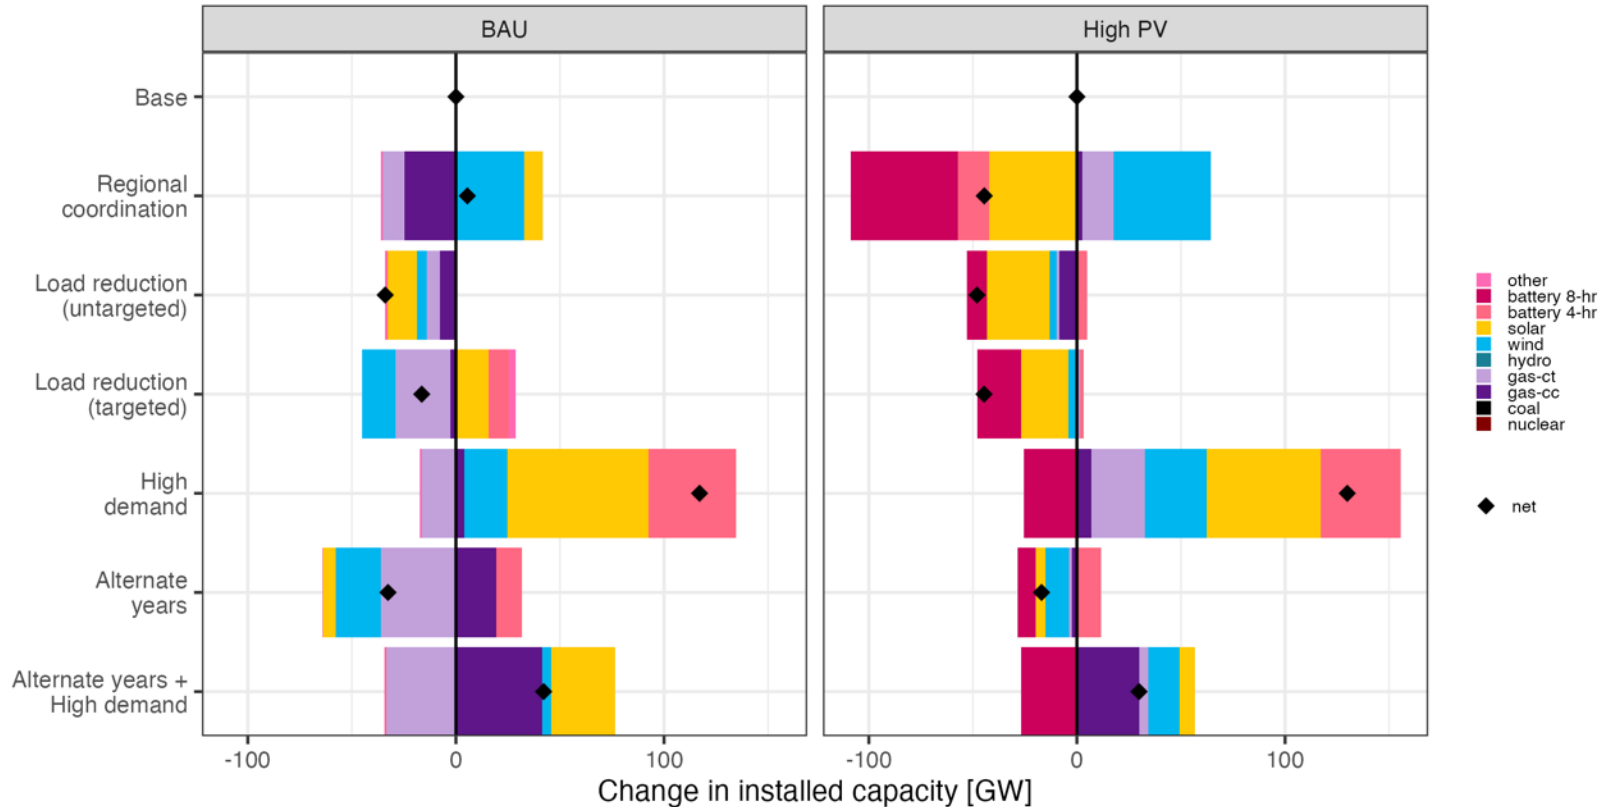 BAU
High PV
Base
Regional
coordination
Load reduction
(untargeted)
Load reduction
(targeted)
High
demand
Alternate
years
Alternate years +
High demand
-100
0
100
-100
0
100
Change in installed capacity [GW]
other
battery 8-hr
battery 4-hr
solar
wind
hydro
gas-ct
gas-cc
coal
nuclear
net